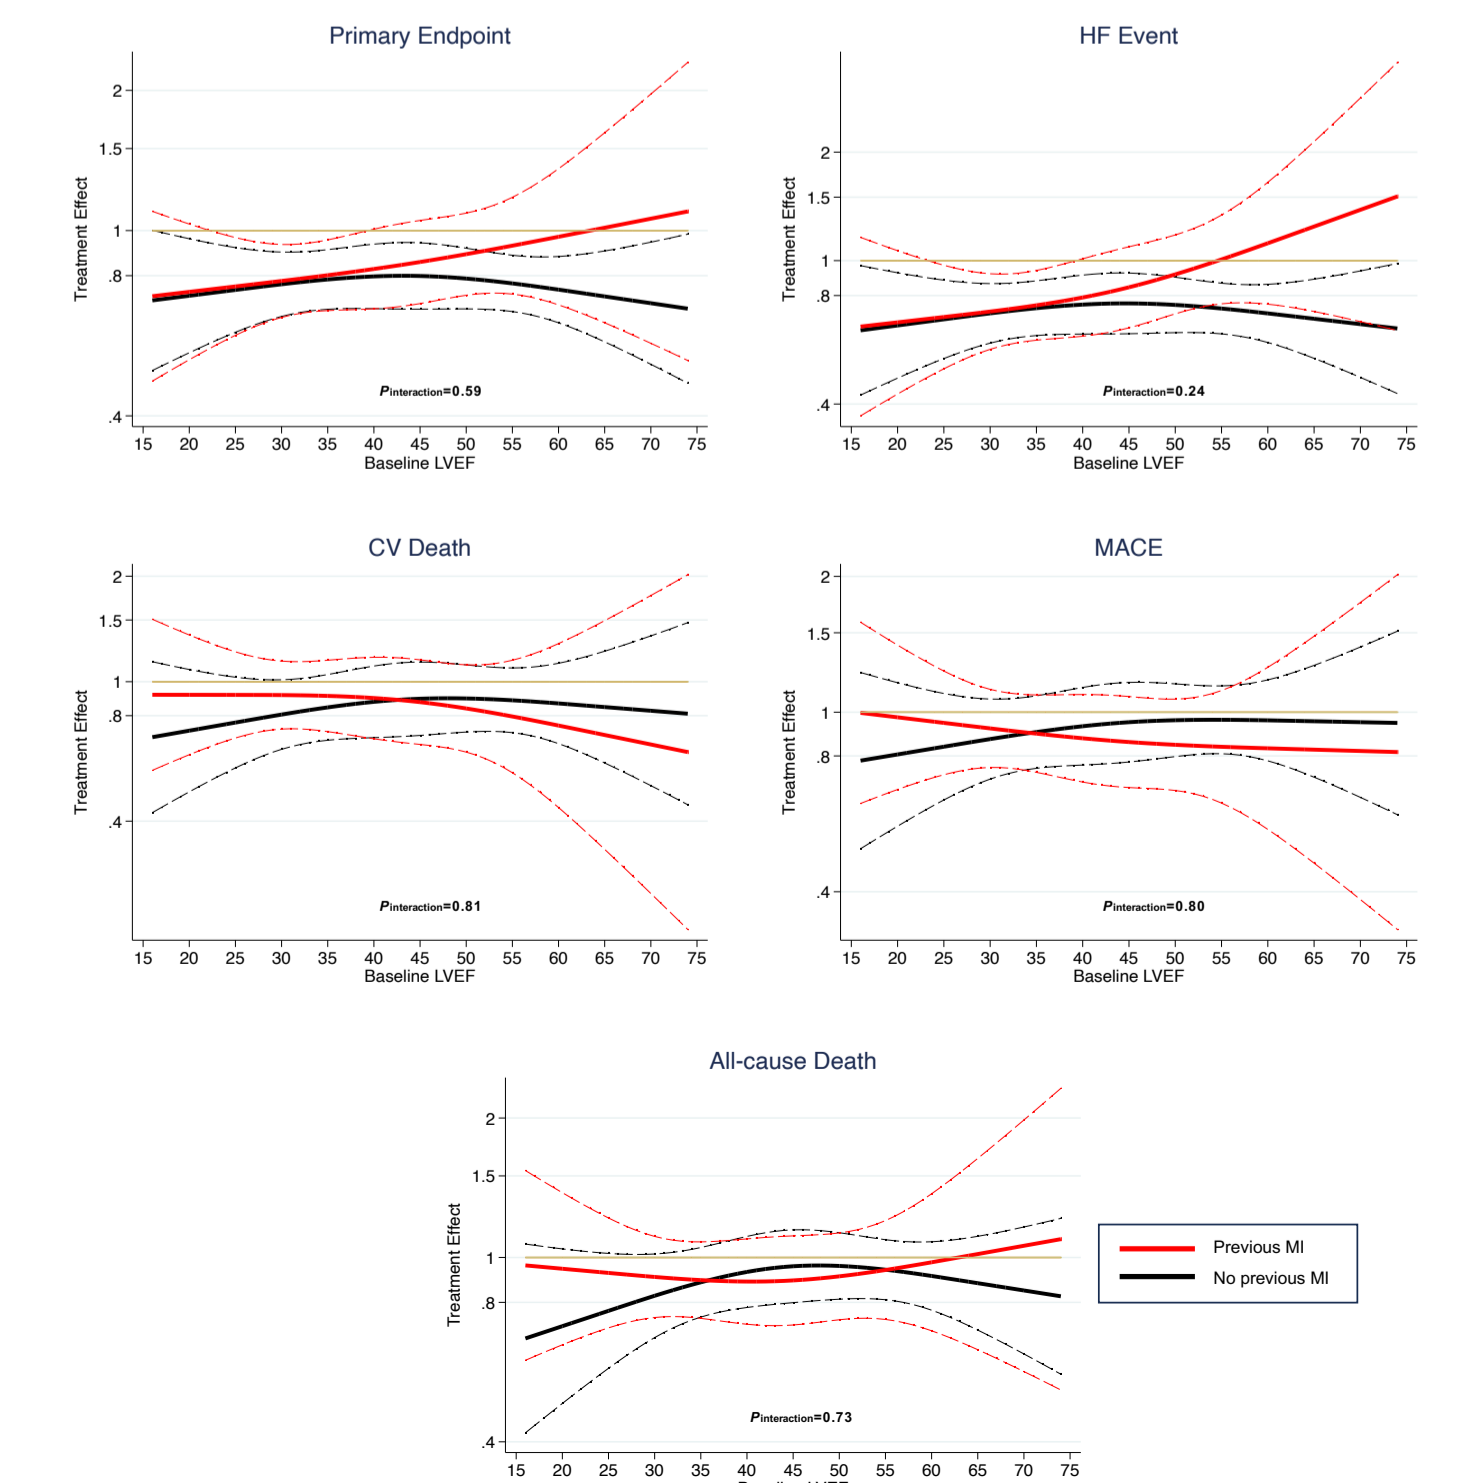 Primary Endpoint
Treatment Effect
2
1.5
1
.8
.4
Pinteraction=0.59
15 20 25 30 35 40 45 50 55 60 65 70 75
Baseline LVEF
HF Event
Treatment Effect
2
1.5
1
.8
.4
Pinteraction=0.24
15 20 25 30 35 40 45 50 55 60 65 70 75
Baseline LVEF
CV Death
Treatment Effect
2
1.5
1
.8
.4
Pinteraction=0.81
15 20 25 30 35 40 45 50 55 60 65 70 75
Baseline LVEF
MACE
Treatment Effect
2
1.5
1
.8
.4
Pinteraction=0.80
15 20 25 30 35 40 45 50 55 60 65 70 75
Baseline LVEF
All-cause Death
Treatment Effect
2
1.5
1
.8
.4
Pinteraction=0.73
15 20 25 30 35 40 45 50 55 60 65 70 75
Previous MI
No previous MI